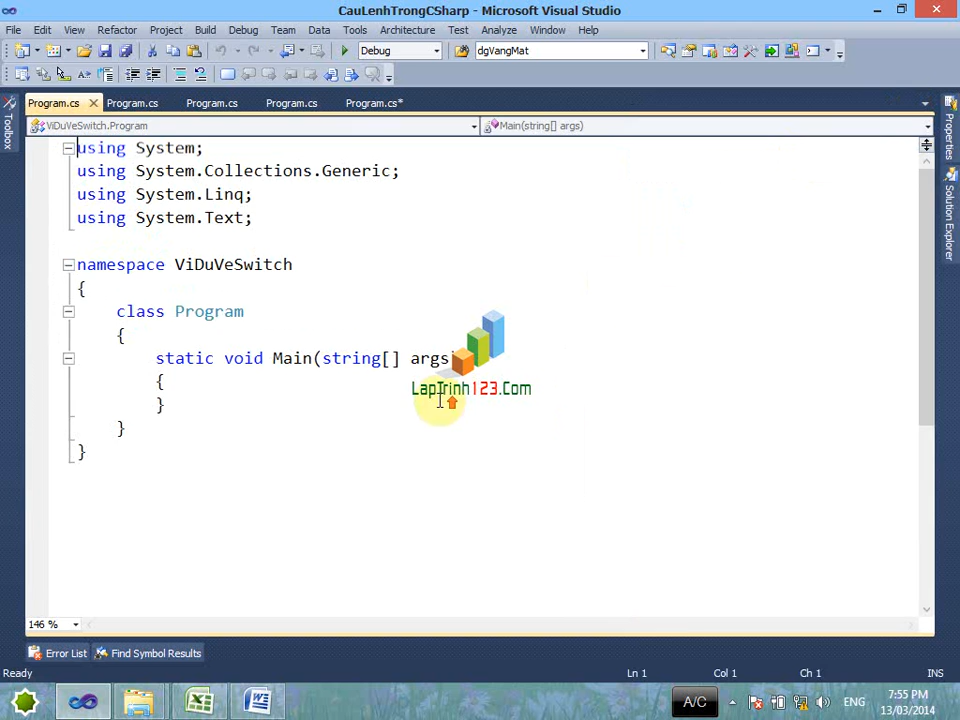 CauLenhTrongCSharp - Microsoft Visual Studio
File Edit View Refactor Project Build Debug Team Data Tools Architecture Test Analyze Window Help
Debug dgVangMat
Program.cs Program.cs Program.cs Program.cs Program.cs*
ViDuVeSwitch.Program Main(string[] args)
Toolbox
Properties
Solution Explorer
using System;
using System.Collections.Generic;
using System.Linq;
using System.Text;
namespace ViDuVeSwitch
{
class Program
{
static void Main(string[] args
{
}
}
}
LapTrinh123.Com
146 %
Error List Find Symbol Results
Ready Ln 1 Col 1 Ch 1 INS
A/C ENG 7:55 PM
13/03/2014